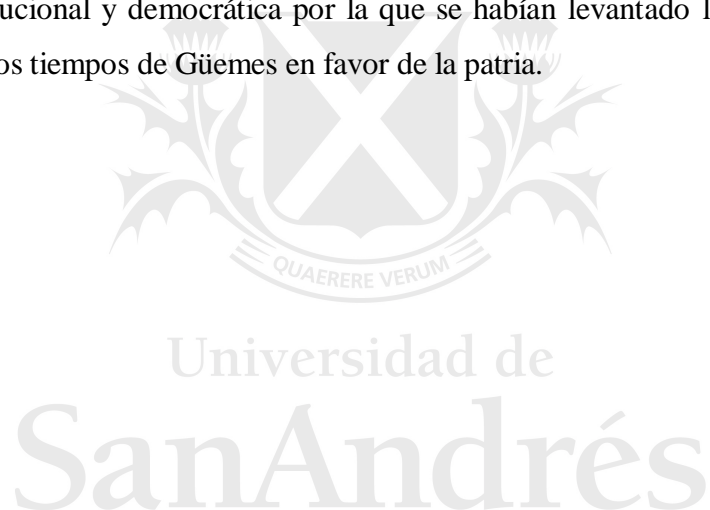 ucional y democrática por la que se habían levantado l
os tiempos de Güemes en favor de la patria.
QUAERERE VERUM
Universidad de
SanAndrés